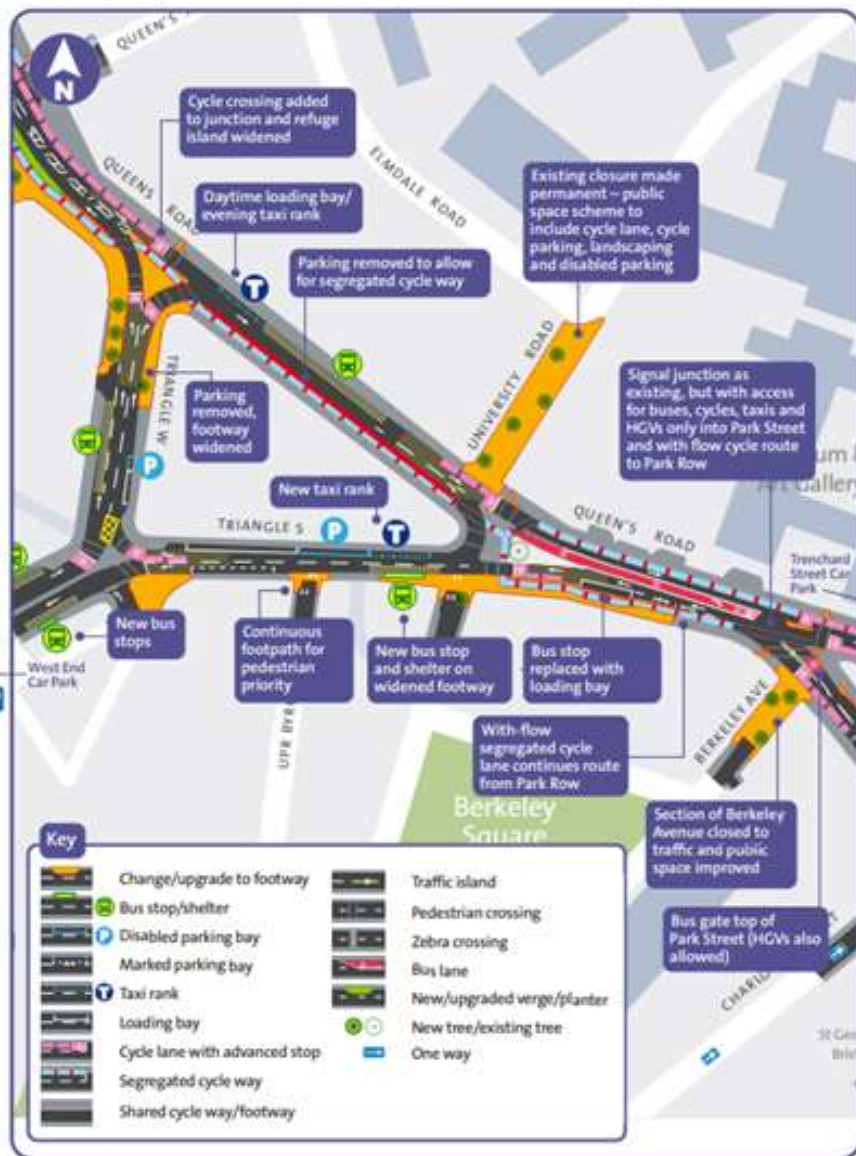 QUEEN'S
N
Cycle crossing added
to junction and refuge
island widened
QUEENS ROAD
Daytime loading bay/
evening taxi rank
T
ELMDALE ROAD
Existing closure made
permanent – public
space scheme to
include cycle lane, cycle
parking, landscaping
and disabled parking
Parking removed to allow
for segregated cycle way
UNIVERSITY ROAD
Parking
removed,
footway
widened
TRIANGLE W
P
Signal junction as
existing, but with access
for buses, cycles, taxis and
HGVs only into Park Street
and with flow cycle route
to Park Row
um &
Art Gallery
New taxi rank
TRIANGLE S
P
T
QUEEN'S ROAD
Trenchard
Street Car
Park
New bus
stops
West End
Car Park
Continuous
footpath for
pedestrian
priority
New bus stop
and shelter on
widened footway
Bus stop
replaced with
loading bay
UPR BYR
With-flow
segregated cycle
lane continues route
from Park Row
BERKELEY AVE
Berkeley
Square
Section of Berkeley
Avenue closed to
traffic and public
space improved
Bus gate top of
Park Street (HGVs also
allowed)
CHARL
T
St Geo
Bri
Key
Change/upgrade to footway
Bus stop/shelter
P Disabled parking bay
Marked parking bay
T Taxi rank
Loading bay
Cycle lane with advanced stop
Segregated cycle way
Shared cycle way/footway
Traffic island
Pedestrian crossing
Zebra crossing
Bus lane
New/upgraded verge/planter
New tree/existing tree
One way